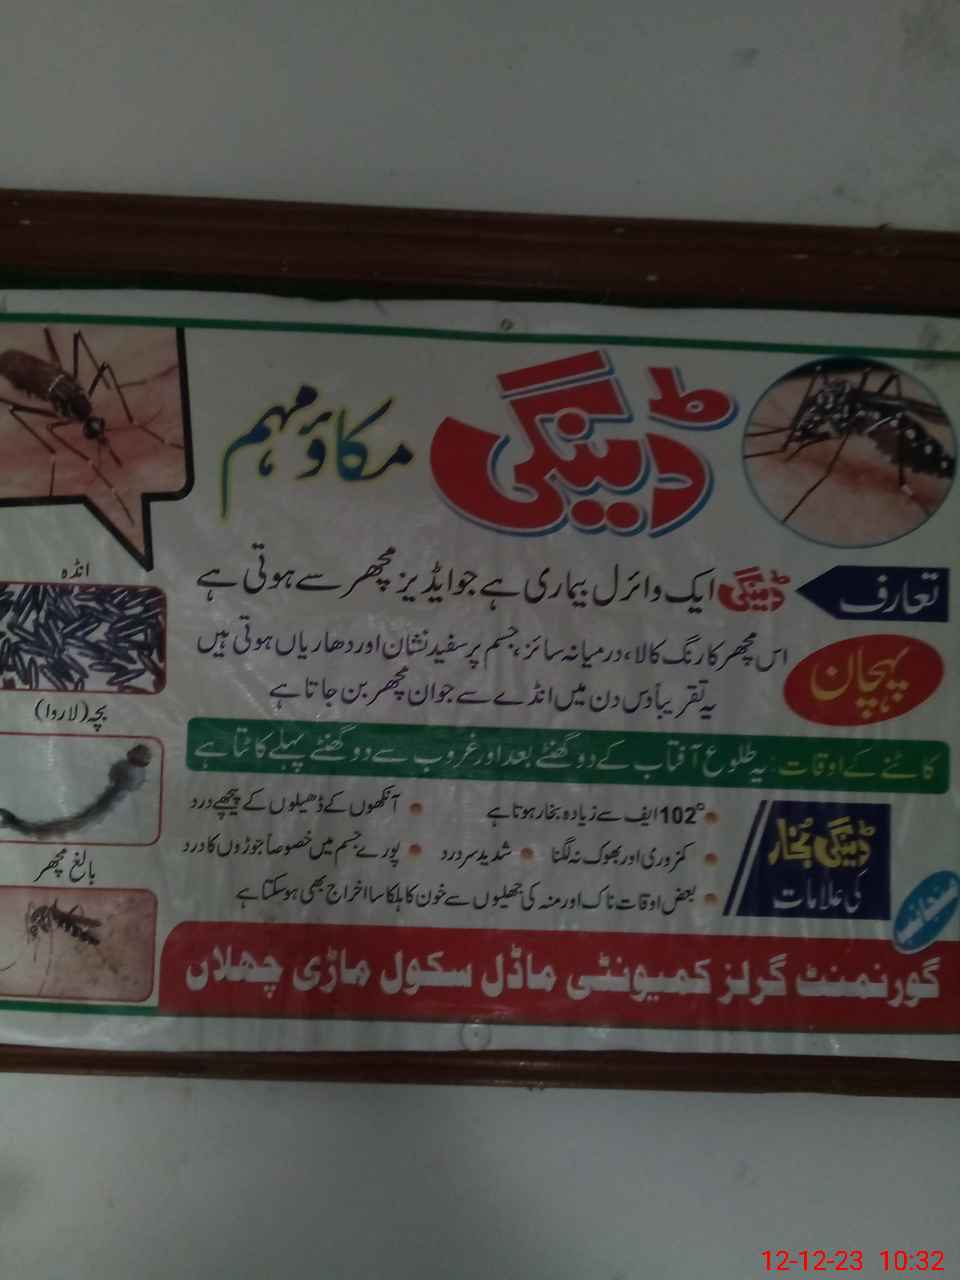 ڈینگی مکاؤ مہم
تعارف ڈینگی ایک وائرل بیماری ہے جو ایڈیز مچھر سے ہوتی ہے
پہچان
اس مچھر کا رنگ کالا، درمیانہ سائز، جسم پر سفید نشان اور دھاریاں ہوتی ہیں
یہ تقریباً دس دن میں انڈے سے جوان مچھر بن جاتا ہے
کاٹنے کے اوقات: یہ طلوع آفتاب کے دو گھنٹے بعد اور غروب سے دو گھنٹے پہلے کاٹتا ہے
ڈینگی بخار
کی علامات
102° ایف سے زیادہ بخار ہوتا ہے
آنکھوں کے ڈھیلوں کے پیچھے درد
کمزوری اور بھوک نہ لگنا
شدید سر درد
پورے جسم میں خصوصاً جوڑوں کا درد
بعض اوقات ناک اور منہ کی جھلیوں سے خون کا ہلکا سا اخراج بھی ہو سکتا ہے
منجانب
گورنمنٹ گرلز کمیونٹی ماڈل سکول ماڑی چھلاں
انڈہ
بچہ (لاروا)
بالغ مچھر
12-12-23 10:32